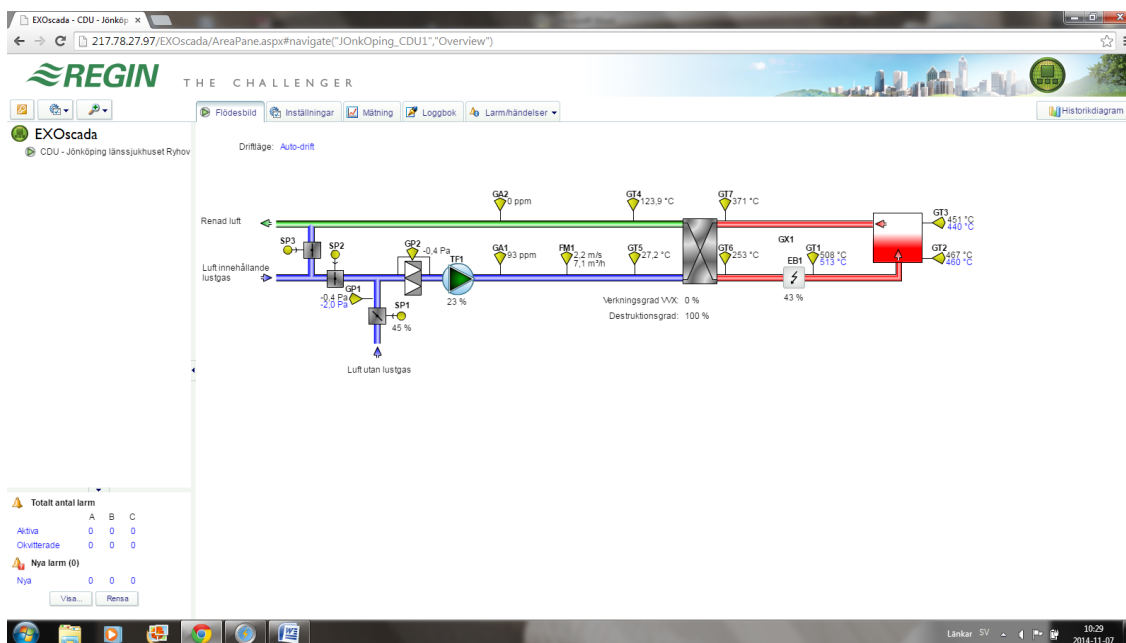 EXOscada - CDU - Jönköp
217.78.27.97/EXOscada/AreaPane.aspx#navigate("JOnkOping_CDU1","Overview")
REGIN THE CHALLENGER
Flödesbild Inställningar Mätning Loggbok Larm/händelser Historikdiagram
EXOscada
CDU - Jönköping länssjukhuset Ryhov
Driftläge: Auto-drift
GA2 0 ppm
GT4 123,9 °C
GT7 371 °C
Renad luft
GT3 451 °C
440 °C
SP3
SP2
GP2 -0,4 Pa
TF1
23 %
GA1 93 ppm
FM1 2,2 m/s
7,1 m³/h
GT5 27,2 °C
GT6 253 °C
GX1
EB1
43 %
GT1 508 °C
513 °C
GT2 467 °C
460 °C
Luft innehållande
lustgas
GP1
-0,4 Pa
-2,0 Pa
SP1
45 %
Verkningsgrad VVX: 0 %
Destruktionsgrad: 100 %
Luft utan lustgas
Totalt antal larm
A B C
Aktiva 0 0 0
Okvitterade 0 0 0
Nya larm (0)
Nya 0 0 0
Visa... Rensa
Länkar SV
10:29
2014-11-07